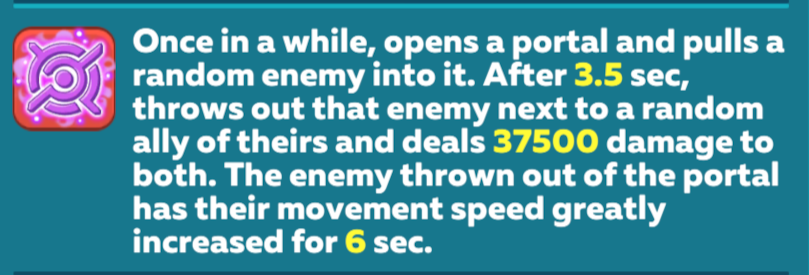 Once in a while, opens a portal and pulls a
random enemy into it. After 3.5 sec,
throws out that enemy next to a random
ally of theirs and deals 37500 damage to
both. The enemy thrown out of the portal
has their movement speed greatly
increased for 6 sec.